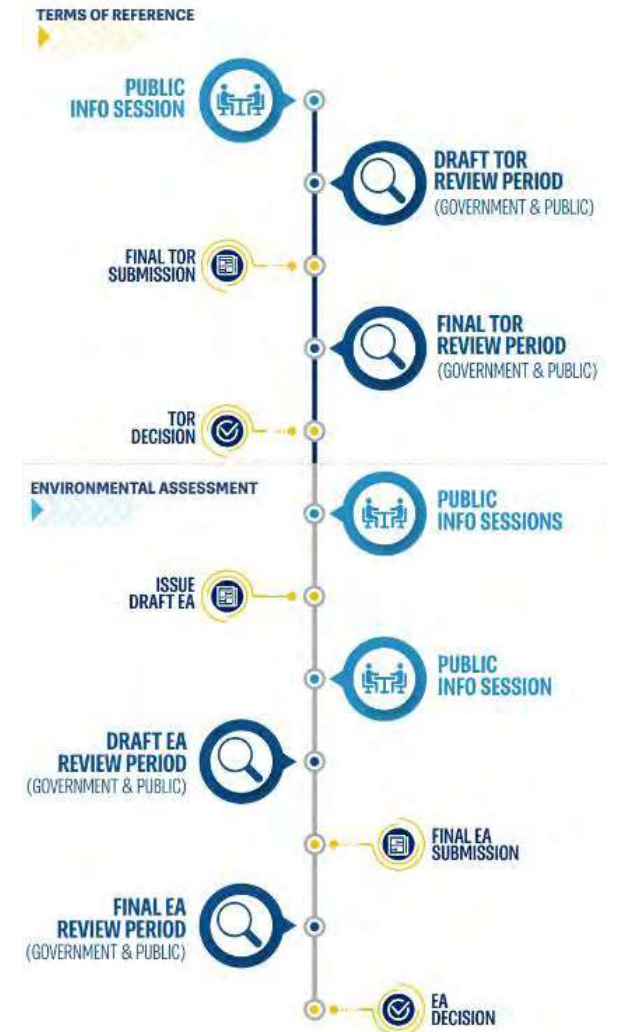 TERMS OF REFERENCE
PUBLIC
INFO SESSION
DRAFT TOR
REVIEW PERIOD
(GOVERNMENT & PUBLIC)
FINAL TOR
SUBMISSION
FINAL TOR
REVIEW PERIOD
(GOVERNMENT & PUBLIC)
TOR
DECISION
ENVIRONMENTAL ASSESSMENT
PUBLIC
INFO SESSIONS
ISSUE
DRAFT EA
PUBLIC
INFO SESSION
DRAFT EA
REVIEW PERIOD
(GOVERNMENT & PUBLIC)
FINAL EA
SUBMISSION
FINAL EA
REVIEW PERIOD
(GOVERNMENT & PUBLIC)
EA
DECISION